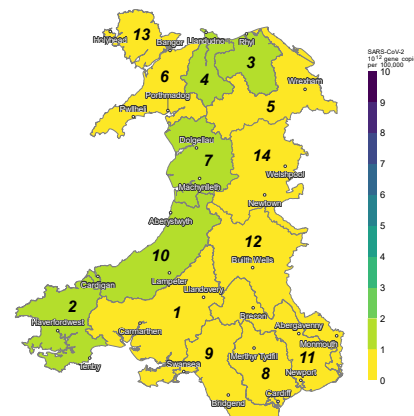 13
Holyhead
Bangor
Llandudno
Rhyl
SARS-CoV-2
10¹² gene copi
per 100,000
3
6
4
10
Wrexham
Porthmadog
5
9
Pwllheli
8
Dolgellau
7
14
7
Welshpool
6
Machynlleth
Newtown
5
Aberystwyth
12
4
10
Builth Wells
Cardigan
Lampeter
3
Llandovery
2
1
Brecon
2
Haverfordwest
Carmarthen
Abergavenny
Monmouth
1
Tenby
9
Merthyr Tydfil
11
Swansea
8
Newport
0
Bridgend
Cardiff